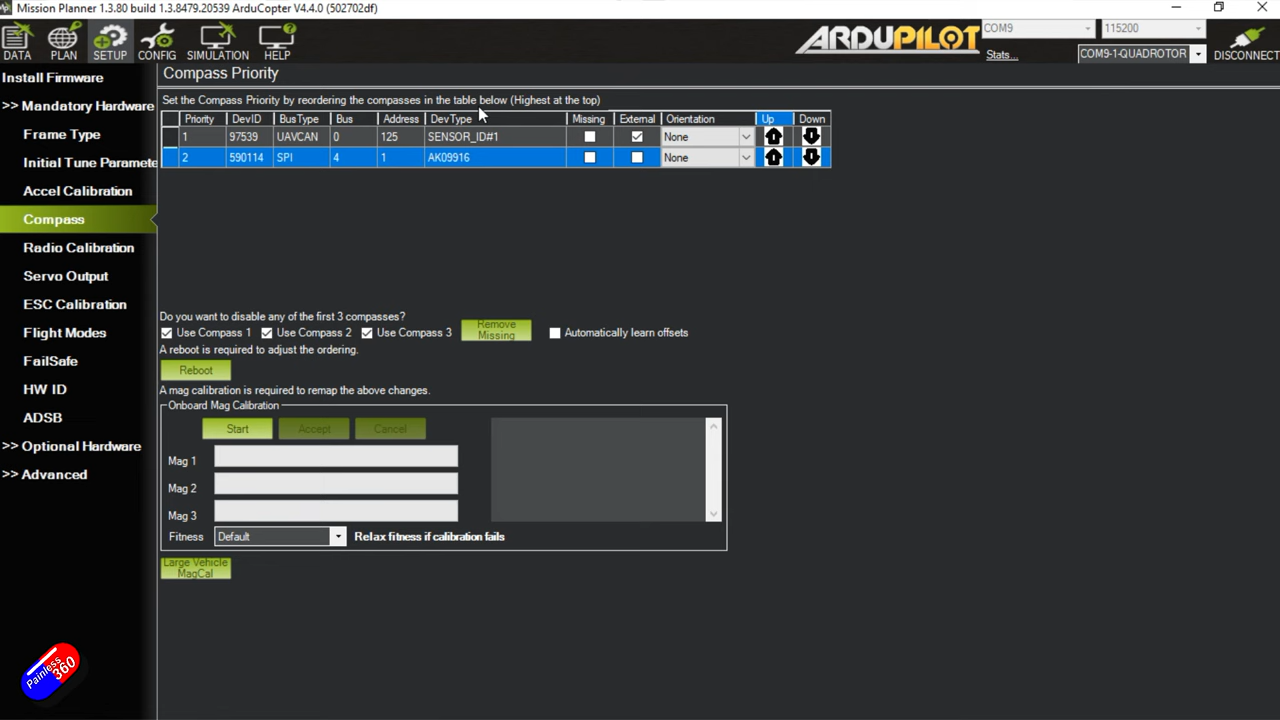 Mission Planner 1.3.80 build 1.3.8479.20539 ArduCopter V4.4.0 (502702df)
DATA PLAN SETUP CONFIG SIMULATION HELP
ARDUPILOT
COM9 115200
Stats...
COM9-1-QUADROTOR
DISCONNECT
Install Firmware
>> Mandatory Hardware
Frame Type
Initial Tune Paramete
Accel Calibration
Compass
Radio Calibration
Servo Output
ESC Calibration
Flight Modes
FailSafe
HW ID
ADSB
>> Optional Hardware
>> Advanced
Compass Priority
Set the Compass Priority by reordering the compasses in the table below (Highest at the top)
Priority DevID BusType Bus Address DevType Missing External Orientation Up Down
1 97539 UAVCAN 0 125 SENSOR_ID#1 None
2 590114 SPI 4 1 AK09916 None
Do you want to disable any of the first 3 compasses?
Use Compass 1 Use Compass 2 Use Compass 3 Remove Missing Automatically learn offsets
A reboot is required to adjust the ordering.
Reboot
A mag calibration is required to remap the above changes.
Onboard Mag Calibration
Start Accept Cancel
Mag 1
Mag 2
Mag 3
Fitness Default Relax fitness if calibration fails
Large Vehicle
MagCal
Painless
360